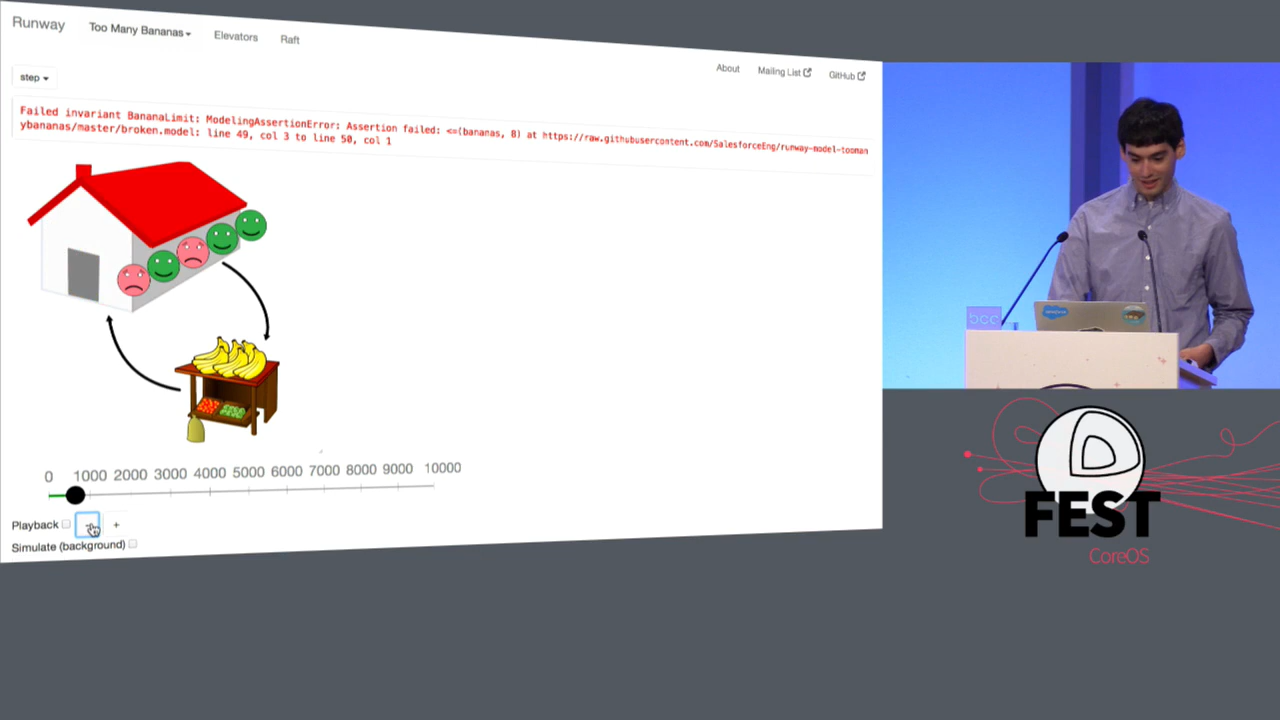 Runway
Too Many Bananas
Elevators
Raft
About
Mailing List
GitHub
step
Failed invariant BananaLimit: ModelingAssertionError: Assertion failed: <=(bananas, 8) at https://raw.githubusercontent.com/SalesforceEng/runway-model-tooman
ybananas/master/broken.model: line 49, col 3 to line 50, col 1
0 1000 2000 3000 4000 5000 6000 7000 8000 9000 10000
Playback
+
Simulate (background)
bcc
FEST
CoreOS